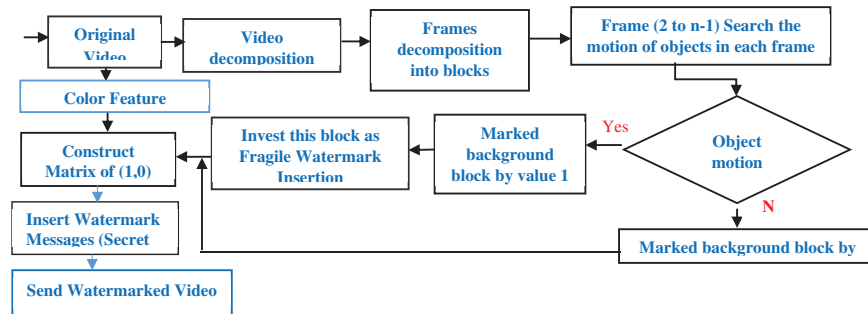 Original
Video
Video
decomposition
Frames
decomposition
into blocks
Frame (2 to n-1) Search the
motion of objects in each frame
Color Feature
Construct
Matrix of (1,0)
Invest this block as
Fragile Watermark
Insertion
Marked
background
block by value 1
Yes
Object
motion
N
Insert Watermark
Messages (Secret
Marked background block by
Send Watermarked Video